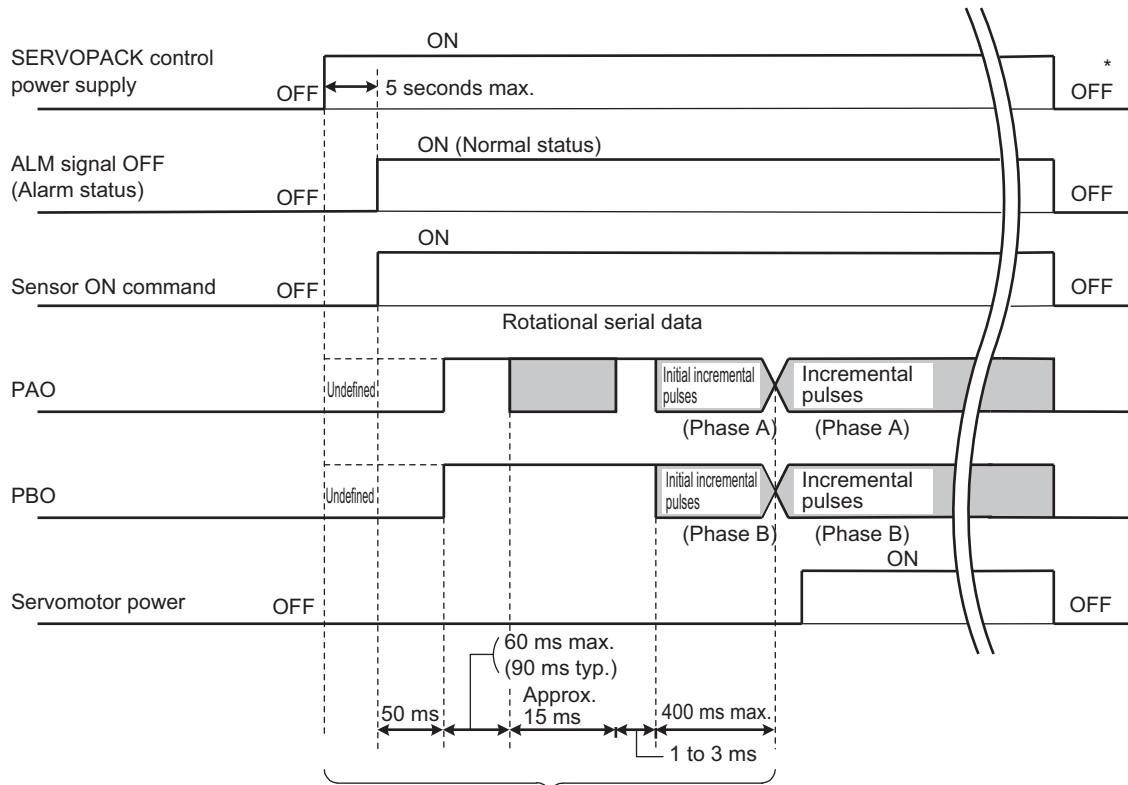 ON
*
SERVOPACK control
power supply
OFF
5 seconds max.
OFF
ON (Normal status)
ALM signal OFF
(Alarm status)
OFF
OFF
ON
Sensor ON command
OFF
OFF
Rotational serial data
PAO
Undefined
Initial incremental
pulses
Incremental
pulses
(Phase A)
(Phase A)
PBO
Undefined
Initial incremental
pulses
Incremental
pulses
(Phase B)
(Phase B)
ON
Servomotor power
OFF
OFF
60 ms max.
(90 ms typ.)
Approx.
50 ms
15 ms
400 ms max.
1 to 3 ms